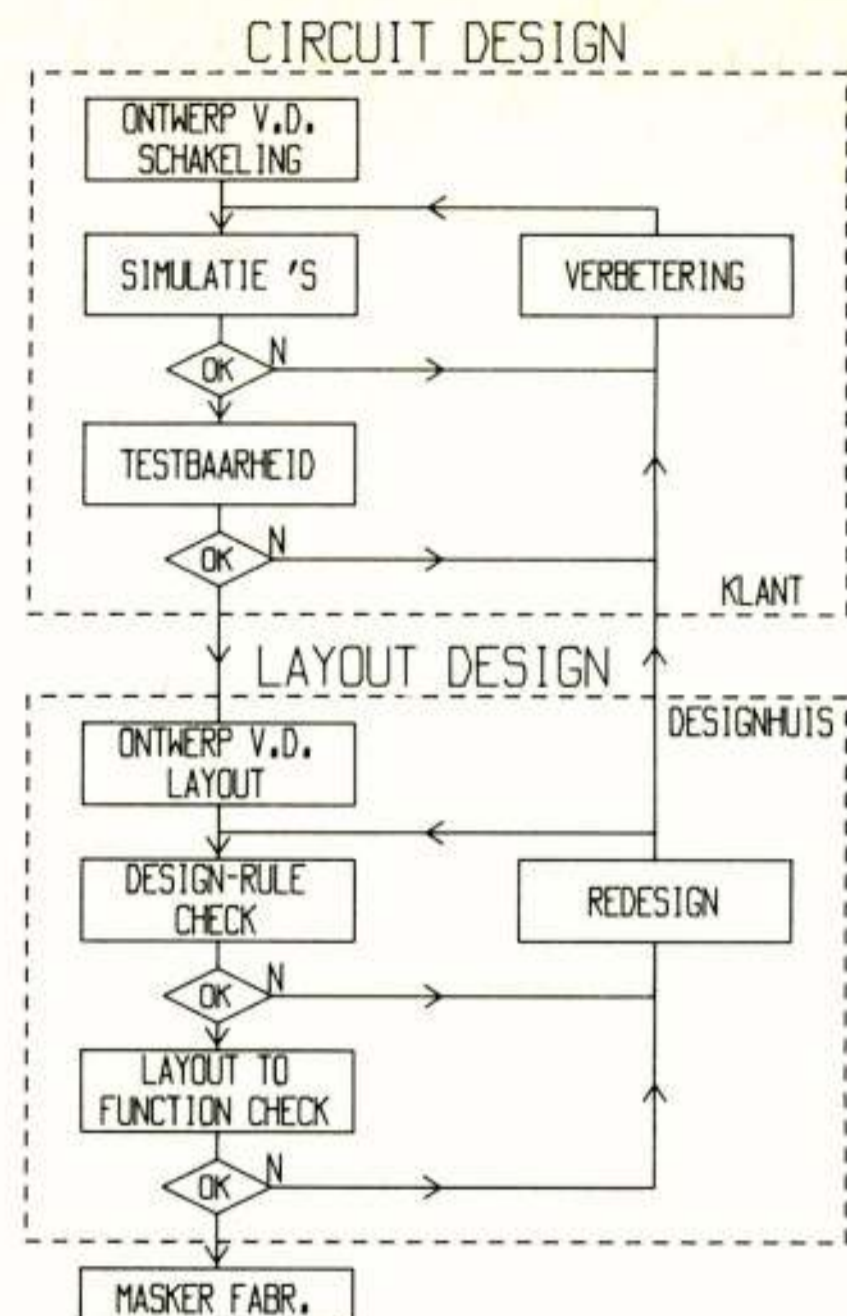 CIRCUIT DESIGN
ONTWERP V.D.
SCHAKELING
SIMULATIE 'S
VERBETERING
OK
N
TESTBAARHEID
OK
N
KLANT
LAYOUT DESIGN
DESIGNHUIS
ONTWERP V.D.
LAYOUT
DESIGN-RULE
CHECK
REDESIGN
OK
N
LAYOUT TO
FUNCTION CHECK
OK
N
MASKER FABR.